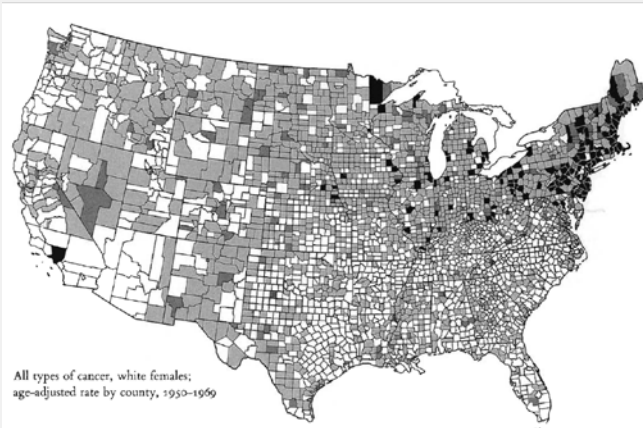 All types of cancer, white females;
age-adjusted rate by county, 1950–1969